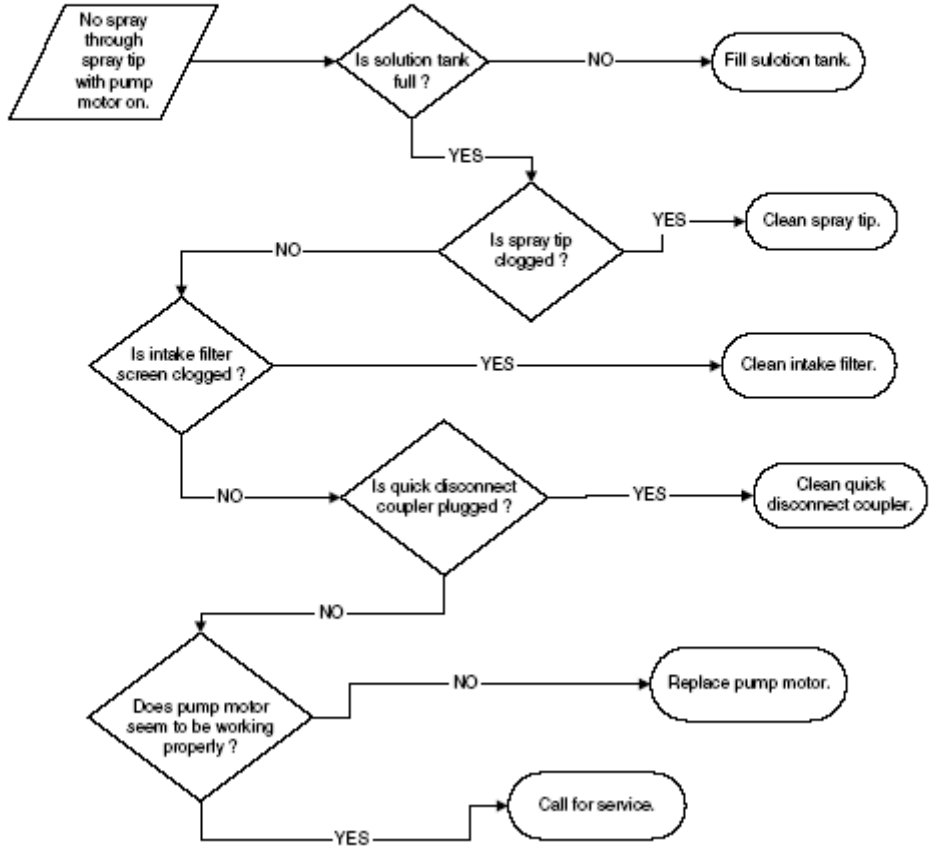 No spray
through
spray tip
with pump
motor on.
Is solution tank
full ?
NO
Fill sulotion tank.
YES
Is spray tip
clogged ?
YES
Clean spray tip.
NO
Is intake filter
screen clogged ?
YES
Clean intake filter.
NO
Is quick disconnect
coupler plugged ?
YES
Clean quick
disconnect coupler.
NO
Does pump motor
seem to be working
properly ?
NO
Replace pump motor.
YES
Call for service.